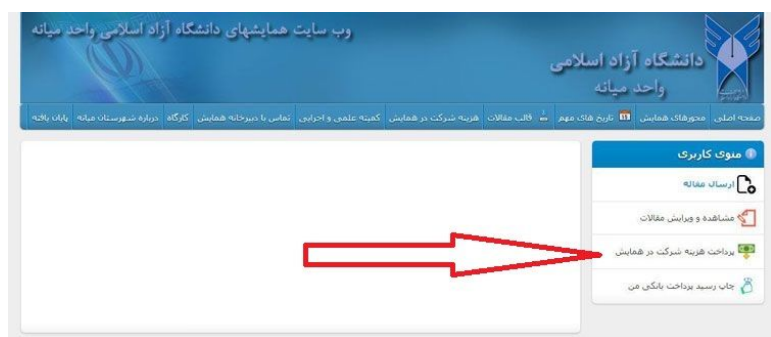 وب سایت همایشهای دانشگاه آزاد اسلامی واحد میانه
دانشگاه آزاد اسلامی
واحد میانه
صفحه اصلی محورهای همایش تاریخ های مهم قالب مقالات هزینه شرکت در همایش کمیته علمی و اجرایی تماس با دبیرخانه همایش کارگاه درباره شهرستان میانه پایان یافته
منوی کاربری
ارسال مقاله
مشاهده و ویرایش مقالات
پرداخت هزینه شرکت در همایش
چاپ رسید پرداخت بانکی من